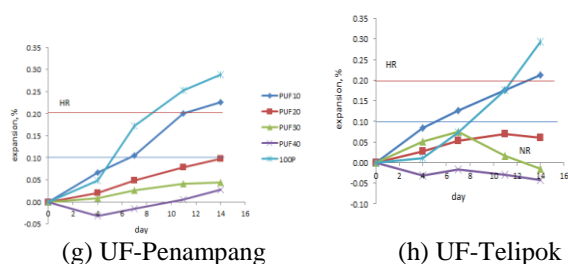 0.35
0.30
0.25
0.20
0.15
0.10
0.05
0.00
-0.05
expansion, %
HR
0 2 4 6 8 10 12 14 16
day
PUF10
PUF20
PUF30
PUF40
100P
(g) UF-Penampang
0.35
0.30
0.25
0.20
0.15
0.10
0.05
0.00
-0.05
-0.10
expansion, %
HR
NR
0 2 4 6 8 10 12 14 16
day
(h) UF-Telipok